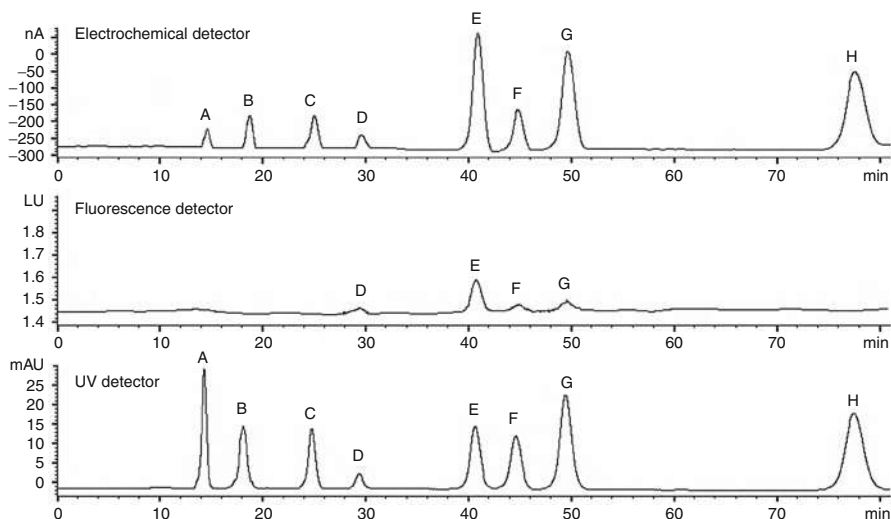 nA
Electrochemical detector
0
−50
−100
−150
−200
−250
−300
A B C D E F G H
0 10 20 30 40 50 60 70 min
LU
Fluorescence detector
1.8
1.7
1.6
1.5
1.4
D E F G
0 10 20 30 40 50 60 70 min
mAU
UV detector
25
20
15
10
5
0
A B C D E F G H
0 10 20 30 40 50 60 70 min